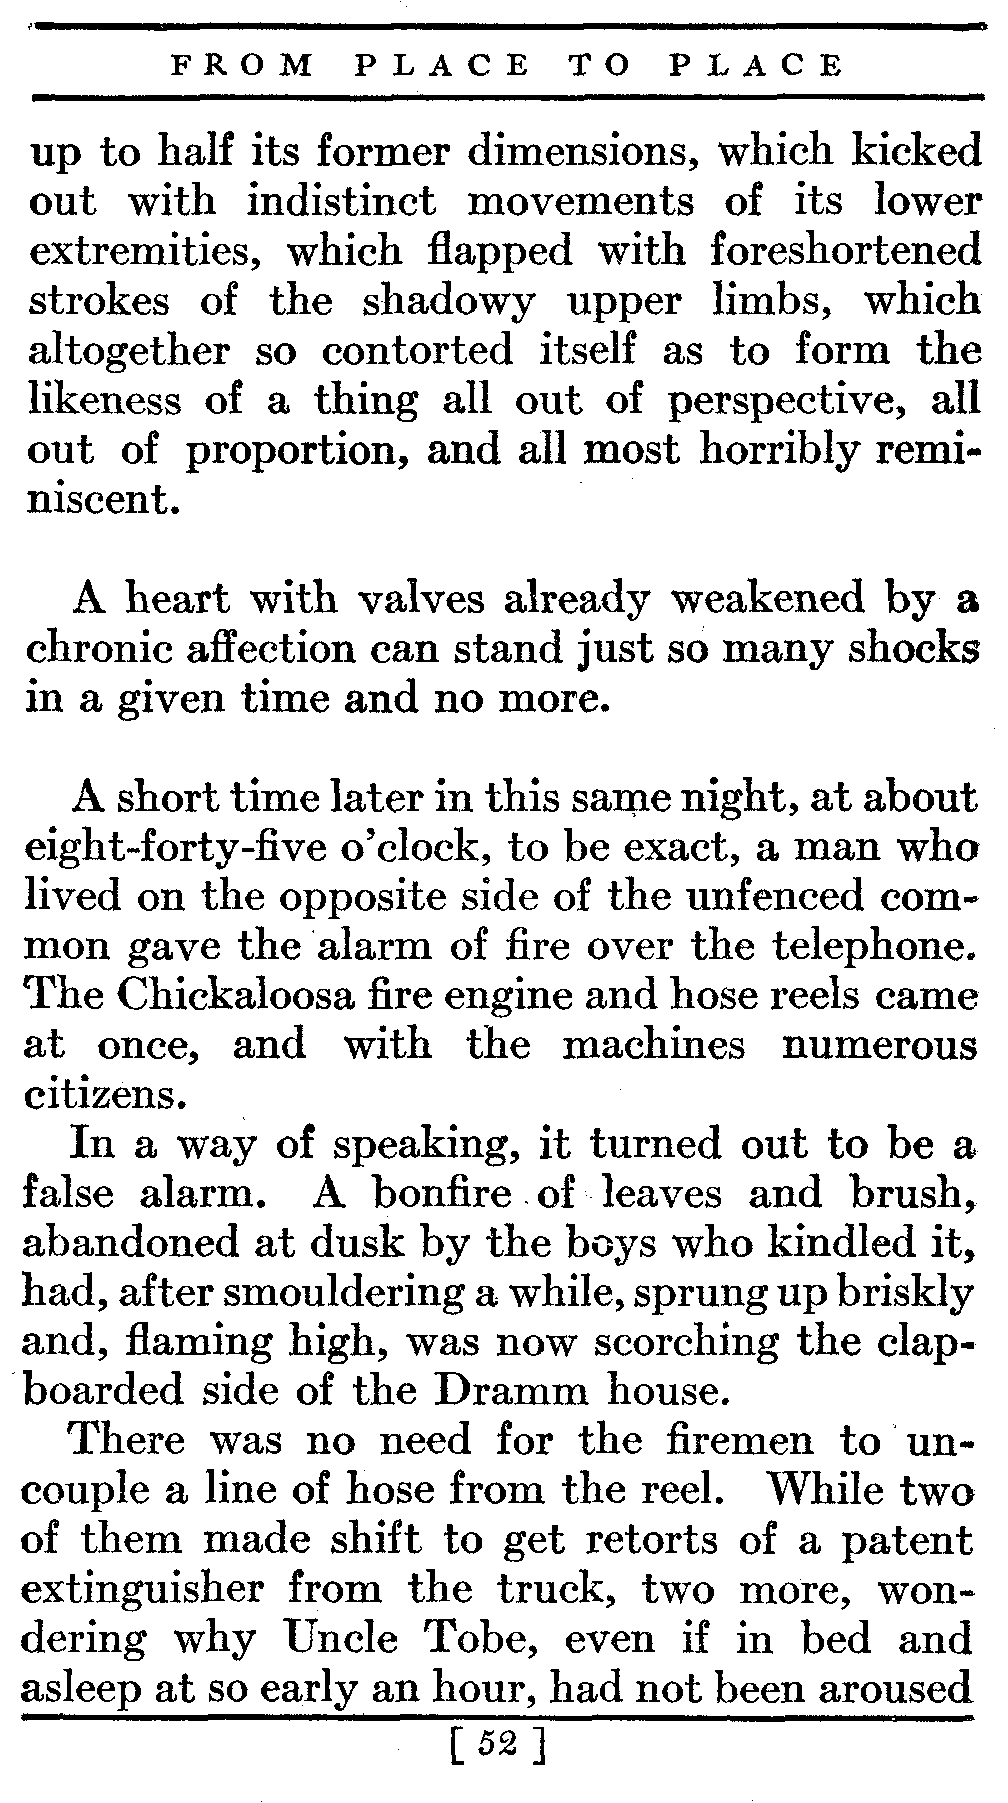 FROM PLACE TO PLACE
up to half its former dimensions, which kicked
out with indistinct movements of its lower
extremities, which flapped with foreshortened
strokes of the shadowy upper limbs, which
altogether so contorted itself as to form the
likeness of a thing all out of perspective, all
out of proportion, and all most horribly remi-
niscent.
A heart with valves already weakened by a
chronic affection can stand just so many shocks
in a given time and no more.
A short time later in this same night, at about
eight-forty-five o'clock, to be exact, a man who
lived on the opposite side of the unfenced com-
mon gave the alarm of fire over the telephone.
The Chickaloosa fire engine and hose reels came
at once, and with the machines numerous
citizens.
In a way of speaking, it turned out to be a
false alarm. A bonfire of leaves and brush,
abandoned at dusk by the boys who kindled it,
had, after smouldering a while, sprung up briskly
and, flaming high, was now scorching the clap-
boarded side of the Dramm house.
There was no need for the firemen to un-
couple a line of hose from the reel. While two
of them made shift to get retorts of a patent
extinguisher from the truck, two more, won-
dering why Uncle Tobe, even if in bed and
asleep at so early an hour, had not been aroused
[ 52 ]